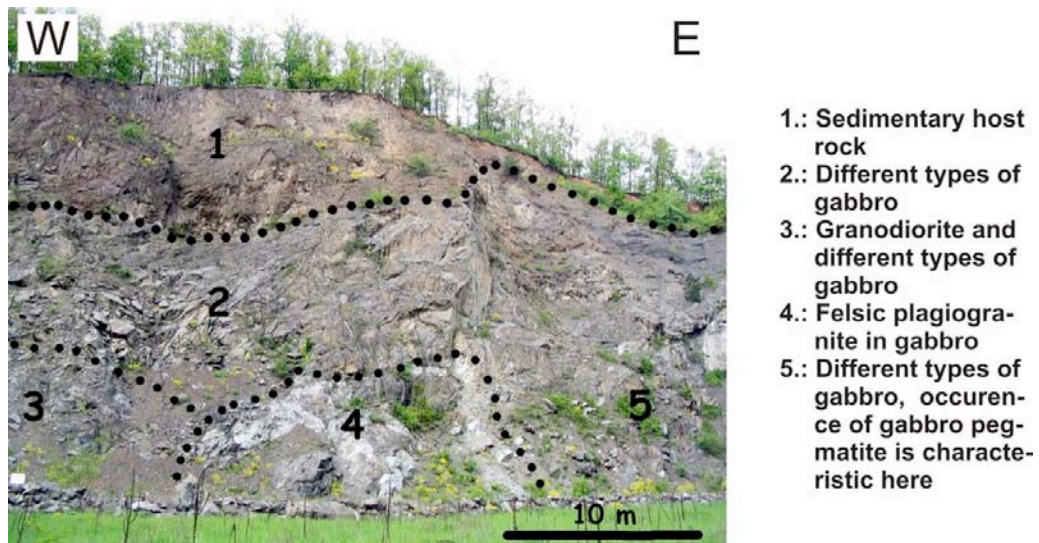 W
E
1
2
3
4
5
10 m
1.: Sedimentary host
rock
2.: Different types of
gabbro
3.: Granodiorite and
different types of
gabbro
4.: Felsic plagiogra-
nite in gabbro
5.: Different types of
gabbro, occuren-
ce of gabbro peg-
matite is characte-
ristic here